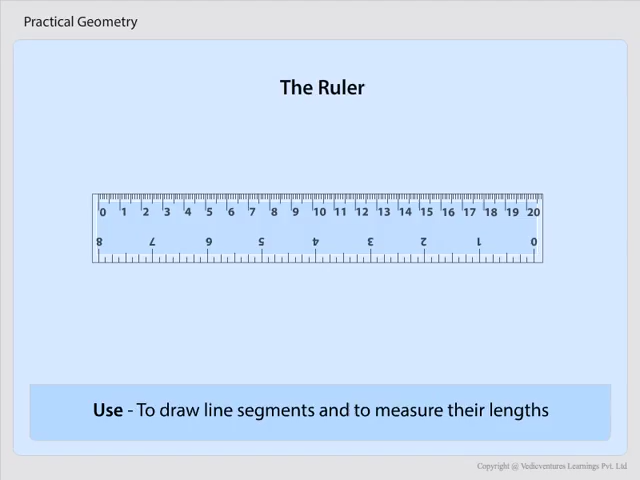 Practical Geometry
The Ruler
0 1 2 3 4 5 6 7 8 9 10 11 12 13 14 15 16 17 18 19 20
8 7 6 5 4 3 2 1 0
Use - To draw line segments and to measure their lengths
Copyright @ Vedicventures Learnings Pvt. Ltd